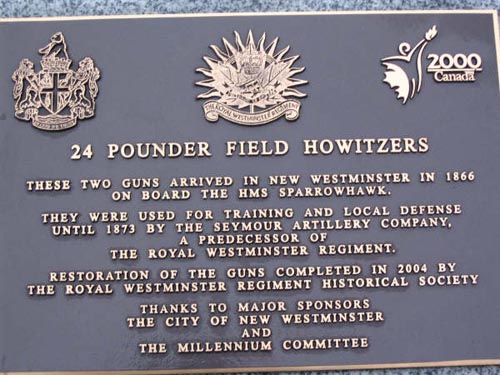 2000
Canada
ROYAL WESTMINSTER REGIMENT
24 POUNDER FIELD HOWITZERS
THESE TWO GUNS ARRIVED IN NEW WESTMINSTER IN 1866
ON BOARD THE HMS SPARROWHAWK.
THEY WERE USED FOR TRAINING AND LOCAL DEFENSE
UNTIL 1873 BY THE SEYMOUR ARTILLERY COMPANY,
A PREDECESSOR OF
THE ROYAL WESTMINSTER REGIMENT.
RESTORATION OF THE GUNS COMPLETED IN 2004 BY
THE ROYAL WESTMINSTER REGIMENT HISTORICAL SOCIETY
THANKS TO MAJOR SPONSORS
THE CITY OF NEW WESTMINSTER
AND
THE MILLENNIUM COMMITTEE